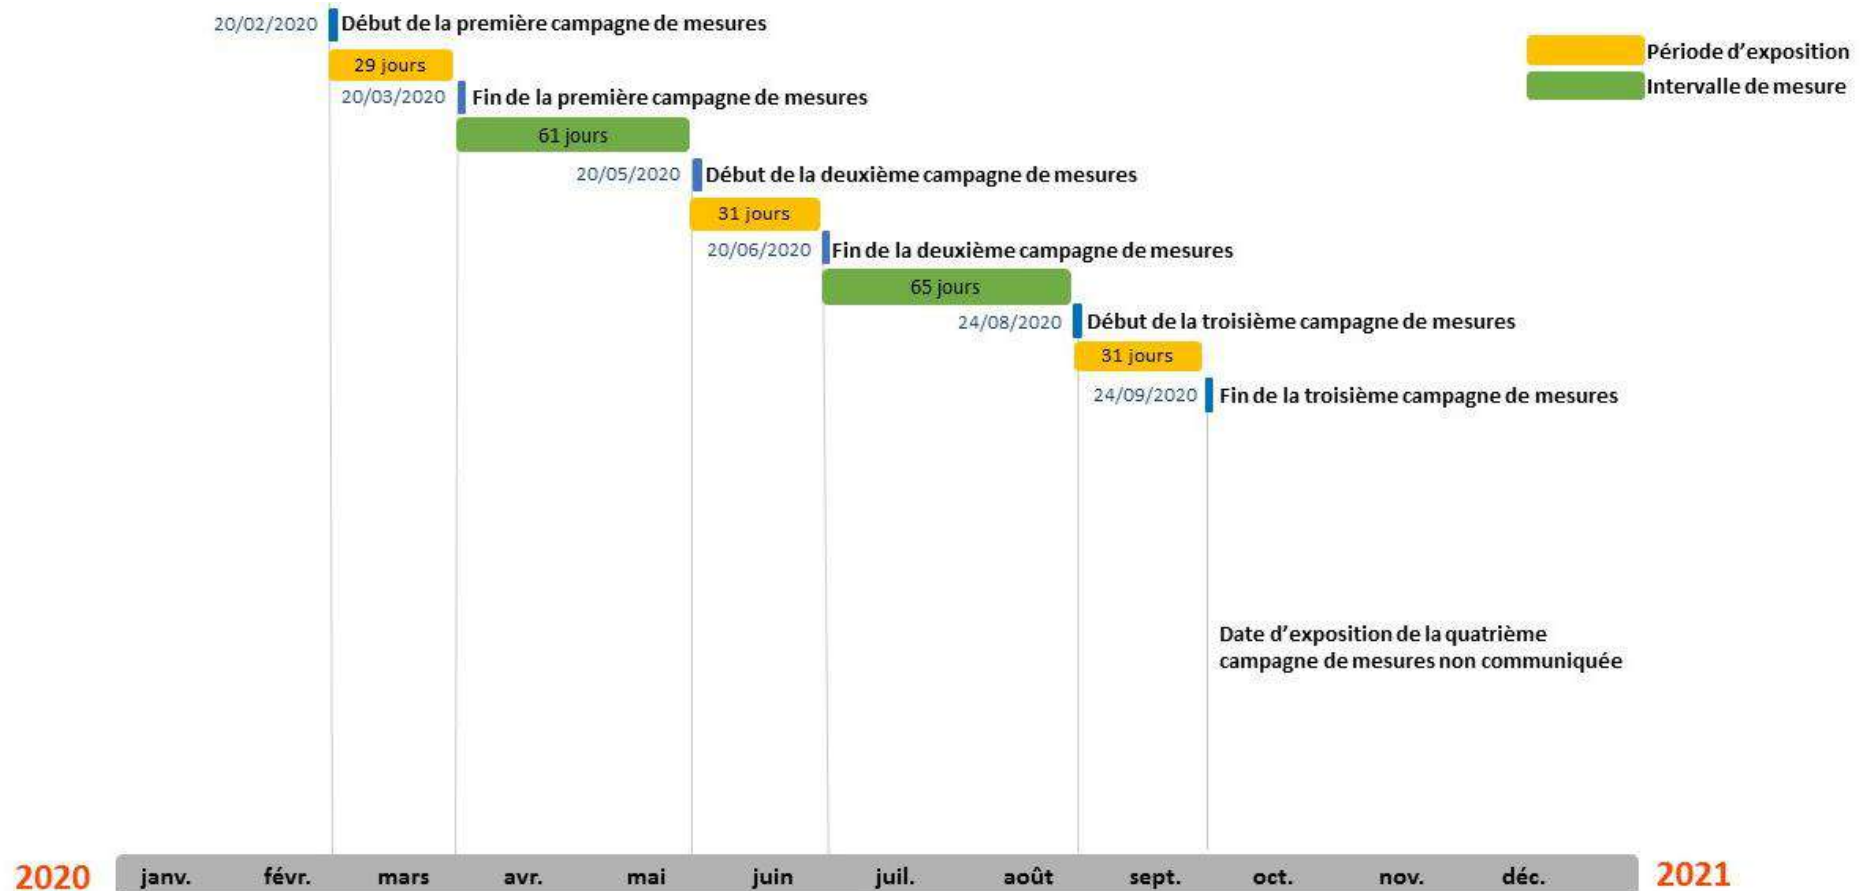 20/02/2020 Début de la première campagne de mesures
Période d'exposition
29 jours
Intervalle de mesure
20/03/2020 Fin de la première campagne de mesures
61 jours
20/05/2020 Début de la deuxième campagne de mesures
31 jours
20/06/2020 Fin de la deuxième campagne de mesures
65 jours
24/08/2020 Début de la troisième campagne de mesures
31 jours
24/09/2020 Fin de la troisième campagne de mesures
Date d'exposition de la quatrième
campagne de mesures non communiquée
2020 janv. févr. mars avr. mai juin juil. août sept. oct. nov. déc. 2021